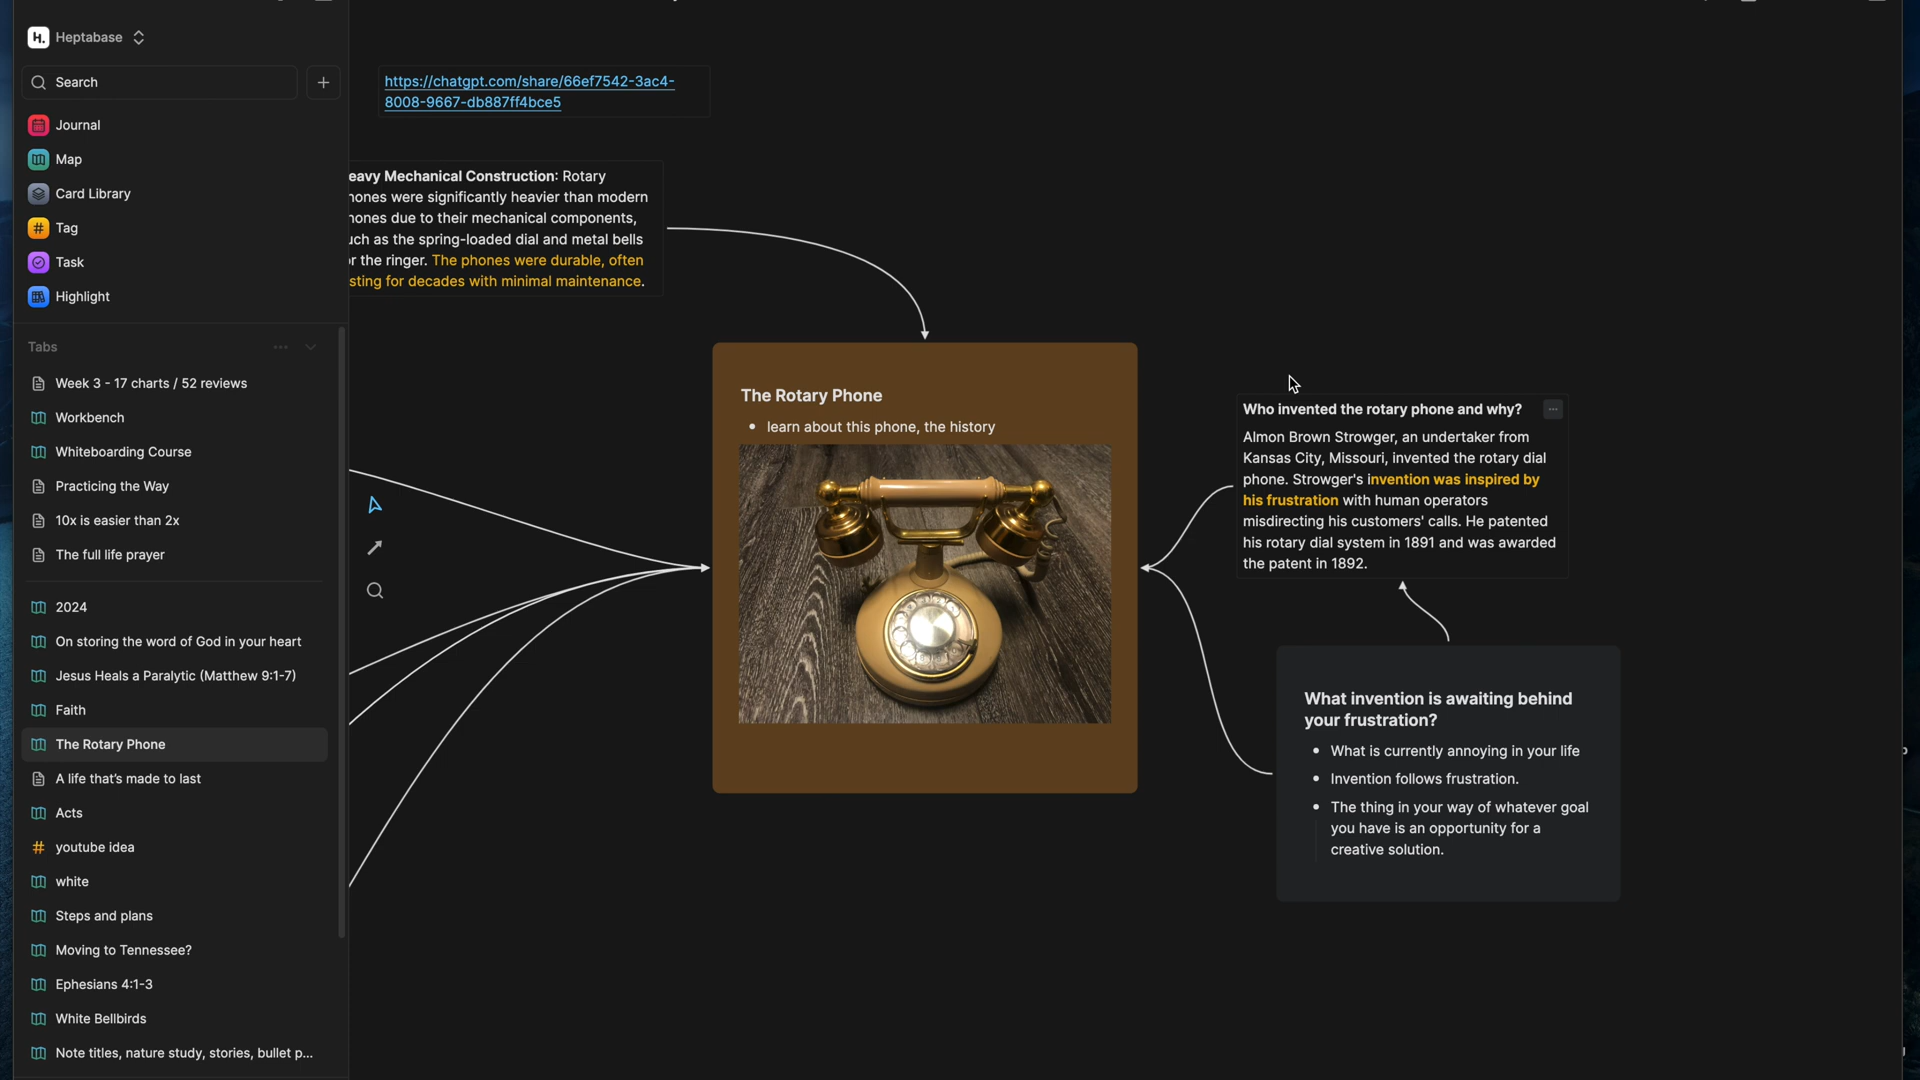 Heptabase
Search
Journal
Map
Card Library
Tag
Task
Highlight
Tabs
Week 3 - 17 charts / 52 reviews
Workbench
Whiteboarding Course
Practicing the Way
10x is easier than 2x
The full life prayer
2024
On storing the word of God in your heart
Jesus Heals a Paralytic (Matthew 9:1-7)
Faith
The Rotary Phone
A life that's made to last
Acts
youtube idea
white
Steps and plans
Moving to Tennessee?
Ephesians 4:1-3
White Bellbirds
Note titles, nature study, stories, bullet p...
https://chatgpt.com/share/66ef7542-3ac4-
8008-9667-db887ff4bce5
eavy Mechanical Construction: Rotary
hones were significantly heavier than modern
hones due to their mechanical components,
uch as the spring-loaded dial and metal bells
r the ringer. The phones were durable, often
sting for decades with minimal maintenance.
The Rotary Phone
• learn about this phone, the history
Who invented the rotary phone and why?
Almon Brown Strowger, an undertaker from
Kansas City, Missouri, invented the rotary dial
phone. Strowger's invention was inspired by
his frustration with human operators
misdirecting his customers' calls. He patented
his rotary dial system in 1891 and was awarded
the patent in 1892.
What invention is awaiting behind
your frustration?
• What is currently annoying in your life
• Invention follows frustration.
• The thing in your way of whatever goal
you have is an opportunity for a
creative solution.